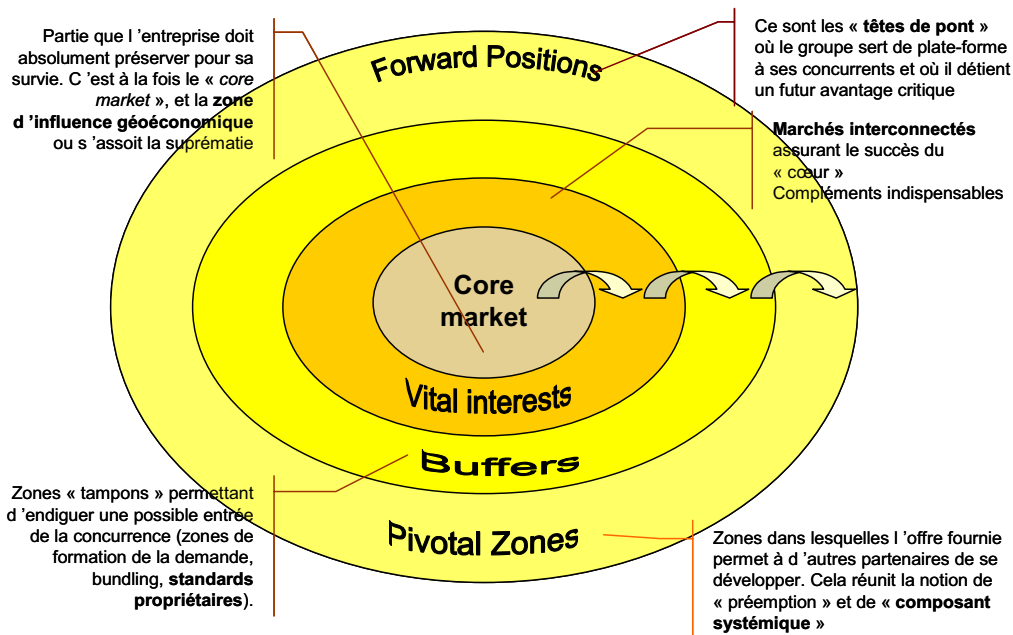 Partie que l ’entreprise doit
absolument préserver pour sa
survie. C ’est à la fois le « core
market », et la zone
d ’influence géoéconomique
ou s ’assoit la suprématie
Forward Positions
Ce sont les « têtes de pont »
où le groupe sert de plate-forme
à ses concurrents et où il détient
un futur avantage critique
Marchés interconnectés
assurant le succès du
« cœur »
Compléments indispensables
Core
market
Vital interests
Buffers
Pivotal Zones
Zones « tampons » permettant
d ’endiguer une possible entrée
de la concurrence (zones de
formation de la demande,
bundling, standards
propriétaires).
Zones dans lesquelles l ’offre fournie
permet à d ’autres partenaires de se
développer. Cela réunit la notion de
« préemption » et de « composant
systémique »